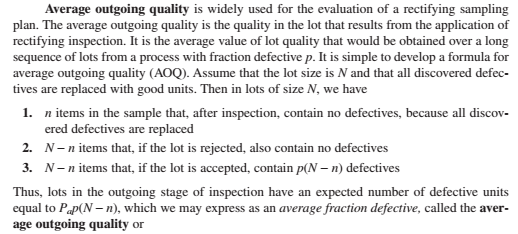 Average outgoing quality is widely used for the evaluation of a rectifying sampling
plan. The average outgoing quality is the quality in the lot that results from the application of
rectifying inspection. It is the average value of lot quality that would be obtained over a long
sequence of lots from a process with fraction defective p. It is simple to develop a formula for
average outgoing quality (AOQ). Assume that the lot size is N and that all discovered defec-
tives are replaced with good units. Then in lots of size N, we have
1. n items in the sample that, after inspection, contain no defectives, because all discov-
ered defectives are replaced
2. N – n items that, if the lot is rejected, also contain no defectives
3. N – n items that, if the lot is accepted, contain p(N – n) defectives
Thus, lots in the outgoing stage of inspection have an expected number of defective units
equal to Pₐp(N – n), which we may express as an average fraction defective, called the aver-
age outgoing quality or